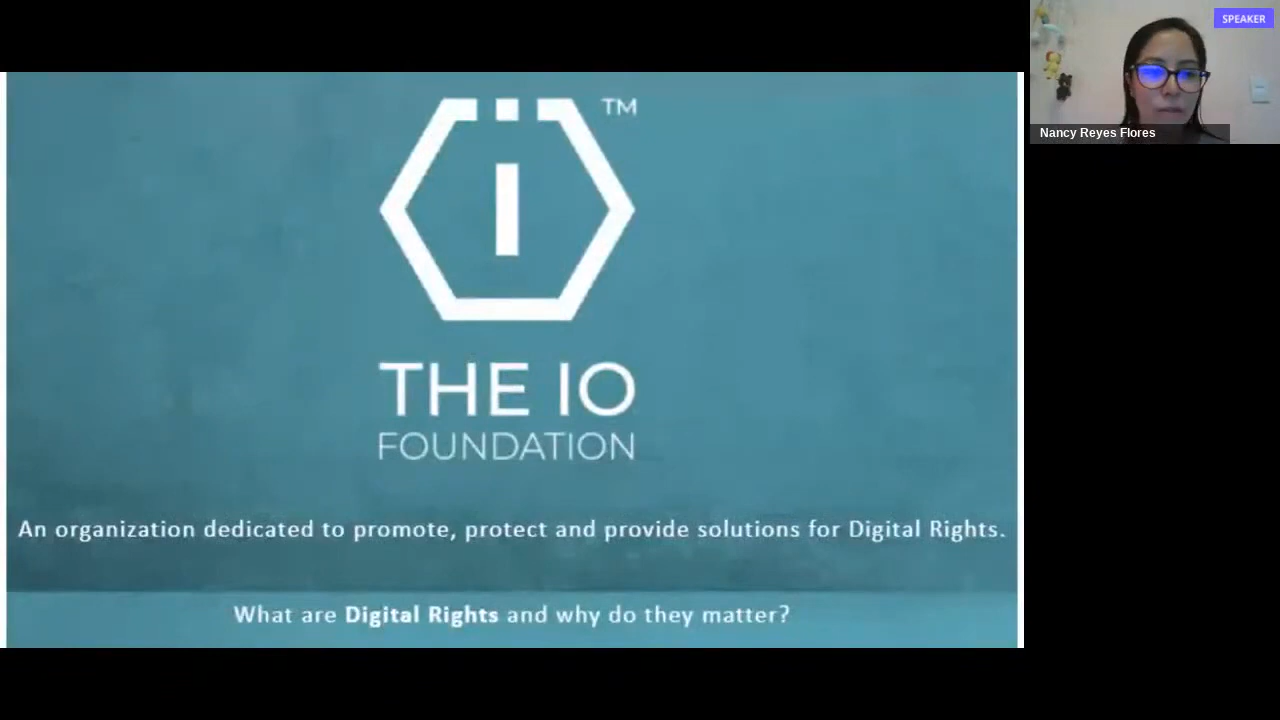 SPEAKER
Nancy Reyes Flores
TM
THE IO
FOUNDATION
An organization dedicated to promote, protect and provide solutions for Digital Rights.
What are Digital Rights and why do they matter?